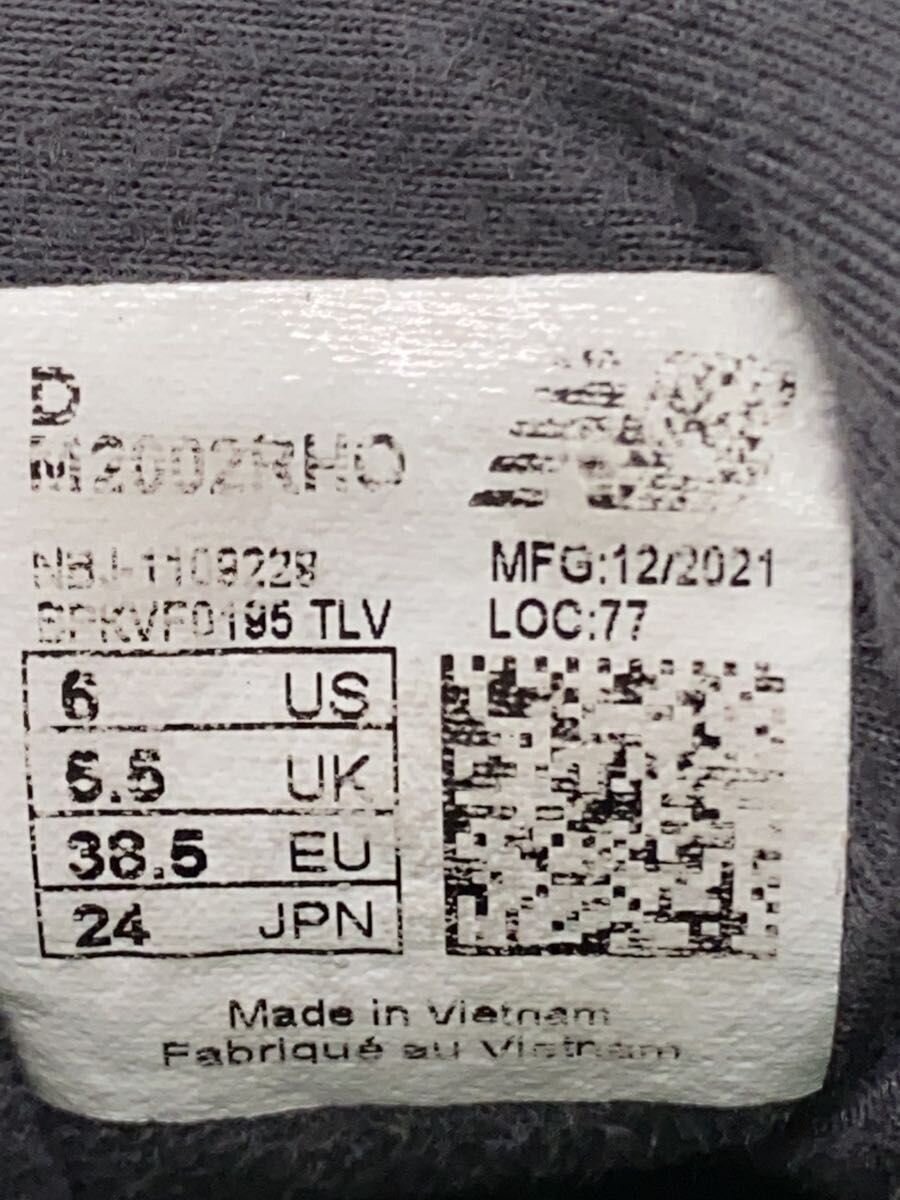 D
M2002RHO
NBJ-1109228
BPKVF0195 TLV
MFG:12/2021
LOC:77
6 US
5.5 UK
38.5 EU
24 JPN
Made in Vietnam
Fabriqué au Vietnam